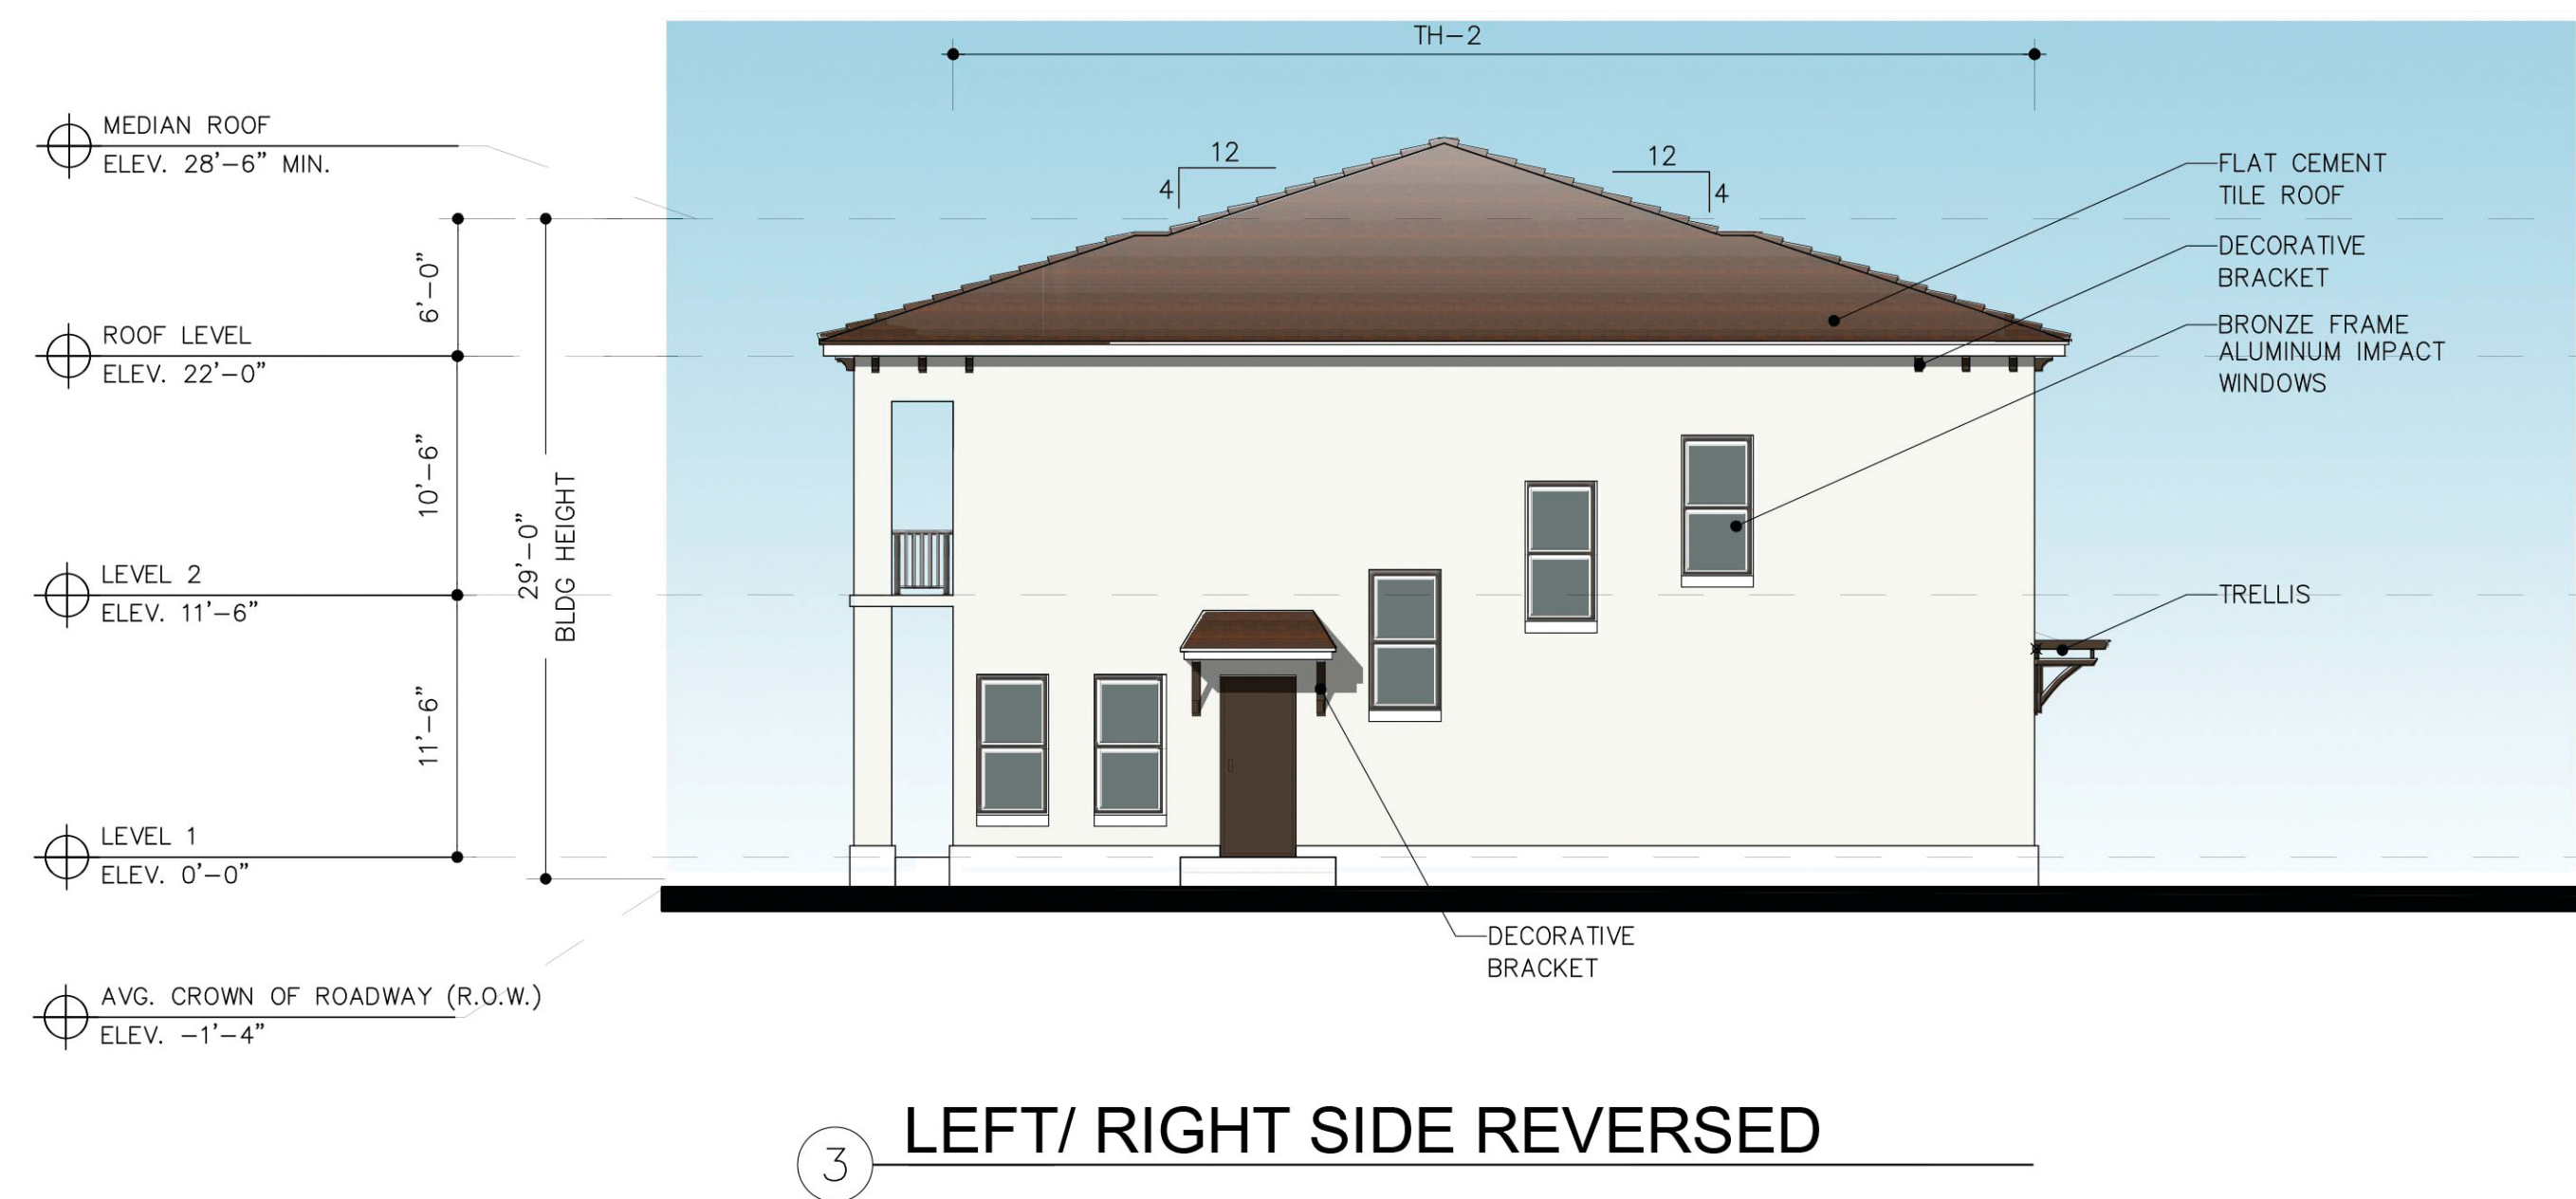 TH-2
MEDIAN ROOF
ELEV. 28'-6" MIN.
12
4
12
4
FLAT CEMENT
TILE ROOF
DECORATIVE
BRACKET
BRONZE FRAME
ALUMINUM IMPACT
WINDOWS
6'-0"
ROOF LEVEL
ELEV. 22'-0"
10'-6"
29'-0"
BLDG HEIGHT
LEVEL 2
ELEV. 11'-6"
TRELLIS
11'-6"
LEVEL 1
ELEV. 0'-0"
DECORATIVE
BRACKET
AVG. CROWN OF ROADWAY (R.O.W.)
ELEV. -1'-4"
3
LEFT/ RIGHT SIDE REVERSED